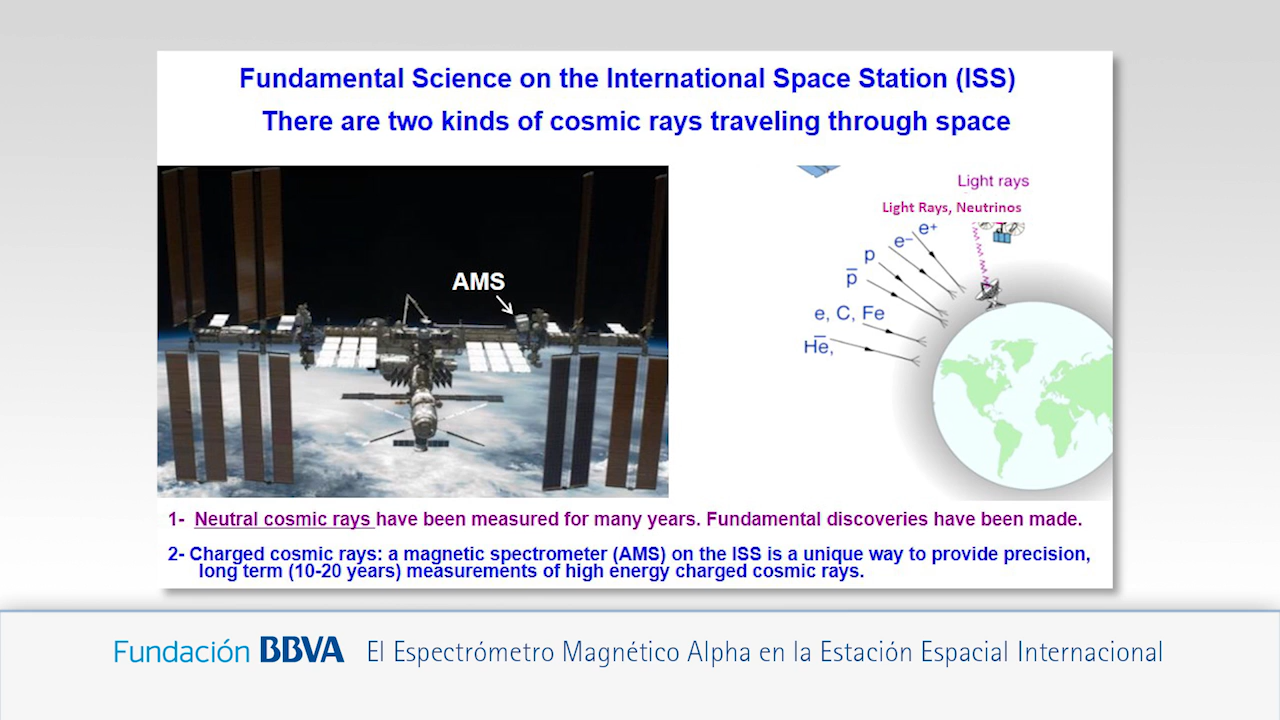 Fundamental Science on the International Space Station (ISS)
There are two kinds of cosmic rays traveling through space
AMS
Light rays
Light Rays, Neutrinos
e⁺
e⁻
p
p̅
e, C, Fe
H̅e̅,
1- Neutral cosmic rays have been measured for many years. Fundamental discoveries have been made.
2- Charged cosmic rays: a magnetic spectrometer (AMS) on the ISS is a unique way to provide precision,
long term (10-20 years) measurements of high energy charged cosmic rays.
Fundación BBVA El Espectrómetro Magnético Alpha en la Estación Espacial Internacional